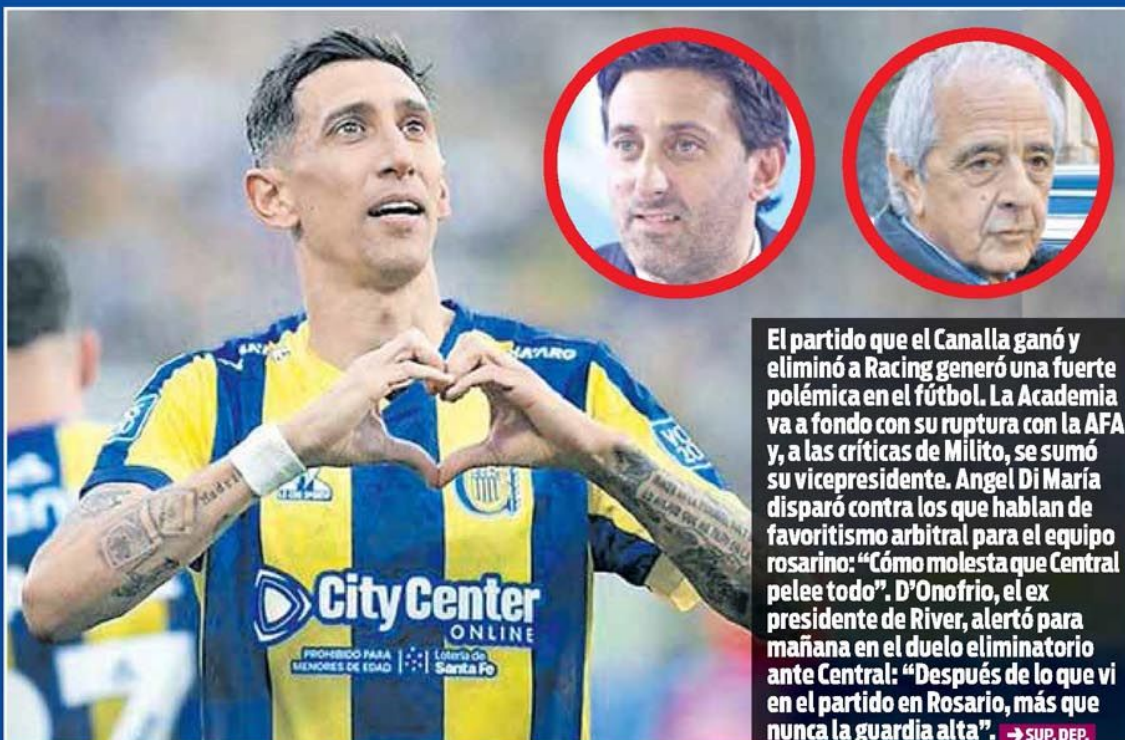 Madrid
CityCenter
ONLINE
PROHIBIDO PARA
MENORES DE EDAD
Lotería de
Santa Fe
7
El partido que el Canalla ganó y
eliminó a Racing generó una fuerte
polémica en el fútbol. La Academia
va a fondo con su ruptura con la AFA
y, a las críticas de Milito, se sumó
su vicepresidente. Angel Di María
disparó contra los que hablan de
favoritismo arbitral para el equipo
rosarino: “Cómo molesta que Central
pelee todo”. D’Onofrio, el ex
presidente de River, alertó para
mañana en el duelo eliminatorio
ante Central: “Después de lo que vi
en el partido en Rosario, más que
nunca la guardia alta”. ➔SUP. DEP.